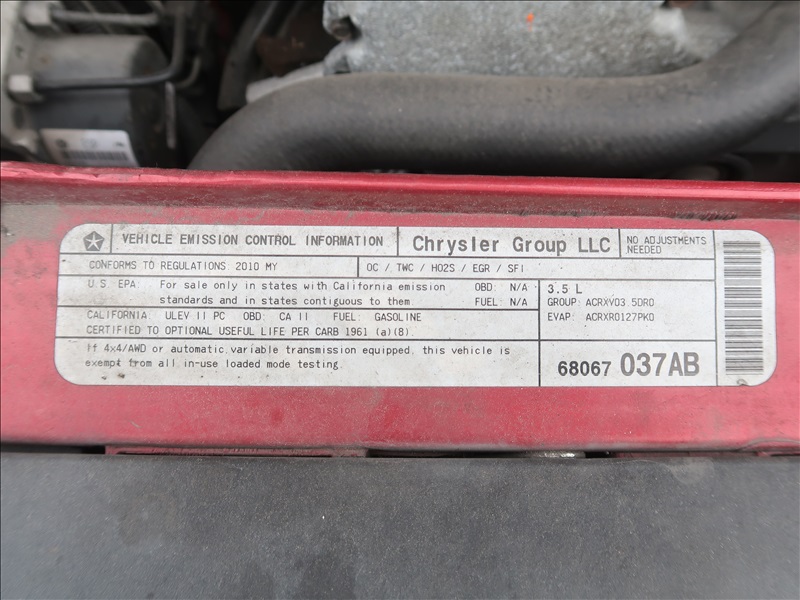 VEHICLE EMISSION CONTROL INFORMATION
Chrysler Group LLC
NO ADJUSTMENTS
NEEDED
CONFORMS TO REGULATIONS 2010 MY
OC / TWC / HO2S / EGR / SFI
U.S. EPA: For sale only in states with California emission OBD: N/A
standards and in states contiguous to them FUEL: N/A
3.5 L
GROUP: ACRXV03.5DR0
EVAP: ACRXR0127PK0
CALIFORNIA: ULEV II PC OBD: CA II FUEL: GASOLINE
CERTIFIED TO OPTIONAL USEFUL LIFE PER CARB 1961 (a)(8).
If 4x4/AWD or automatic variable transmission equipped, this vehicle is
exempt from all in-use loaded mode testing.
68067 037AB